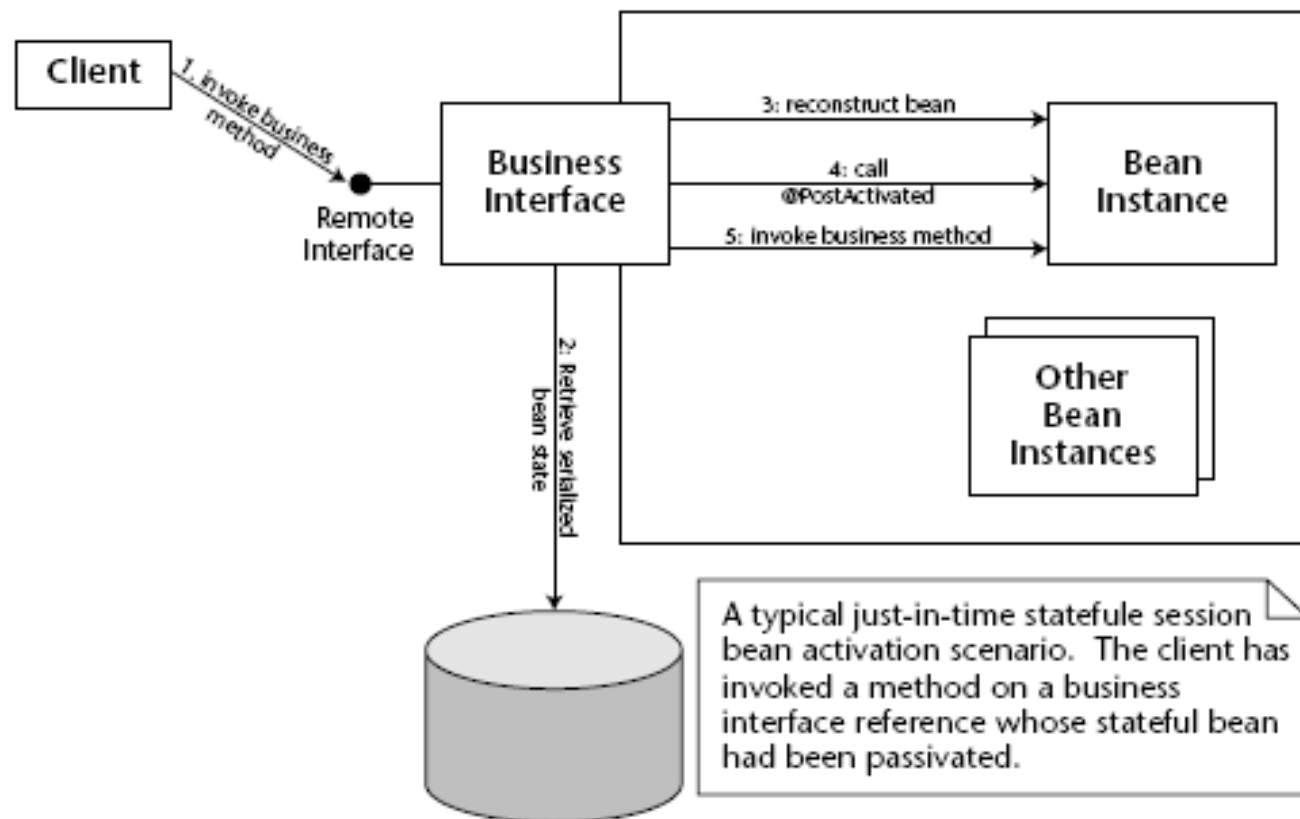 Client
1. invoke business
method
Remote
Interface
Business
Interface
3: reconstruct bean
4: call
@PostActivated
5: invoke business method
Bean
Instance
2: Retrieve serialized
bean state
Other
Bean
Instances
A typical just-in-time statefule session
bean activation scenario. The client has
invoked a method on a business
interface reference whose stateful bean
had been passivated.